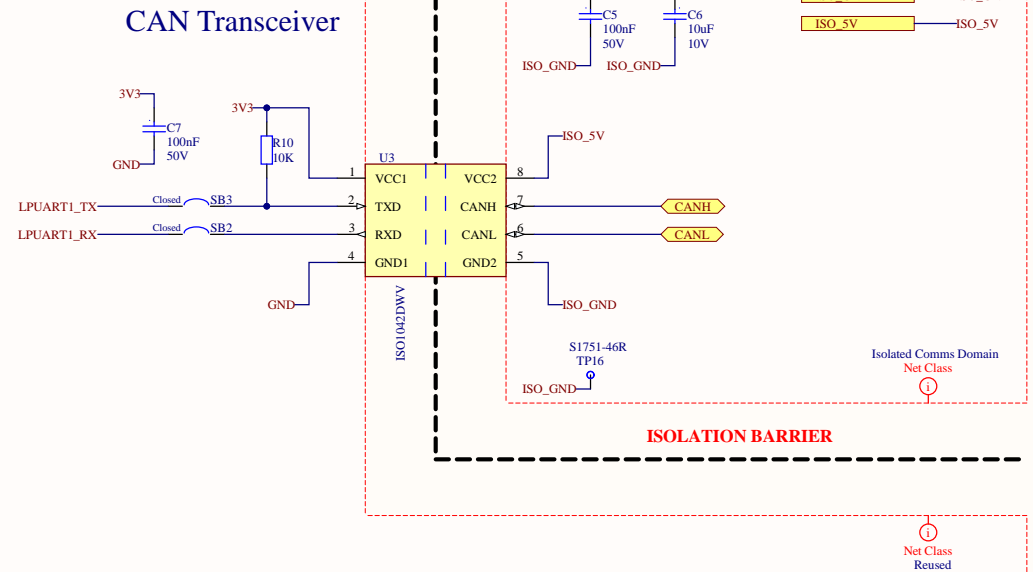 CAN Transceiver
C5
100nF
50V
C6
10uF
10V
ISO_5V
ISO_5V
ISO_GND
ISO_GND
3V3
C7
100nF
50V
GND
3V3
R10
10K
ISO_5V
U3
1
VCC1
VCC2
8
LPUART1_TX
Closed
SB3
2
TXD
CANH
7
CANH
LPUART1_RX
Closed
SB2
3
RXD
CANL
6
CANL
4
GND1
GND2
5
GND
ISO_GND
ISO1042DWV
S1751-46R
TP16
ISO_GND
Isolated Comms Domain
Net Class
i
ISOLATION BARRIER
i
Net Class
Reused